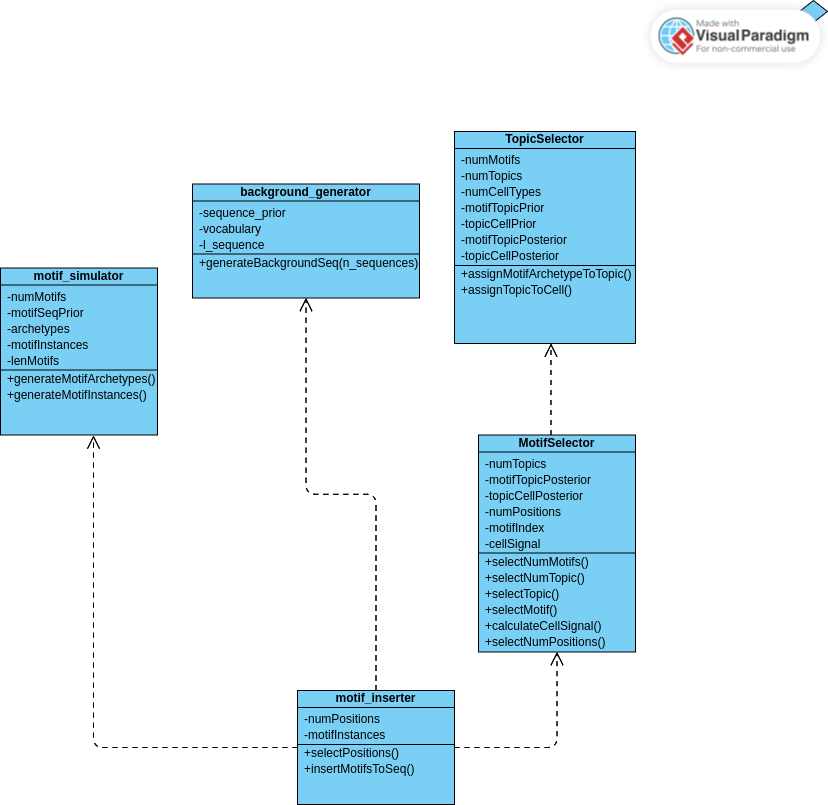 Made with
VisualParadigm
For non-commercial use
TopicSelector
-numMotifs
-numTopics
-numCellTypes
-motifTopicPrior
-topicCellPrior
-motifTopicPosterior
-topicCellPosterior
+assignMotifArchetypeToTopic()
+assignTopicToCell()
background_generator
-sequence_prior
-vocabulary
-l_sequence
+generateBackgroundSeq(n_sequences)
motif_simulator
-numMotifs
-motifSeqPrior
-archetypes
-motifInstances
-lenMotifs
+generateMotifArchetypes()
+generateMotifInstances()
MotifSelector
-numTopics
-motifTopicPosterior
-topicCellPosterior
-numPositions
-motifIndex
-cellSignal
+selectNumMotifs()
+selectNumTopic()
+selectTopic()
+selectMotif()
+calculateCellSignal()
+selectNumPositions()
motif_inserter
-numPositions
-motifInstances
+selectPositions()
+insertMotifsToSeq()